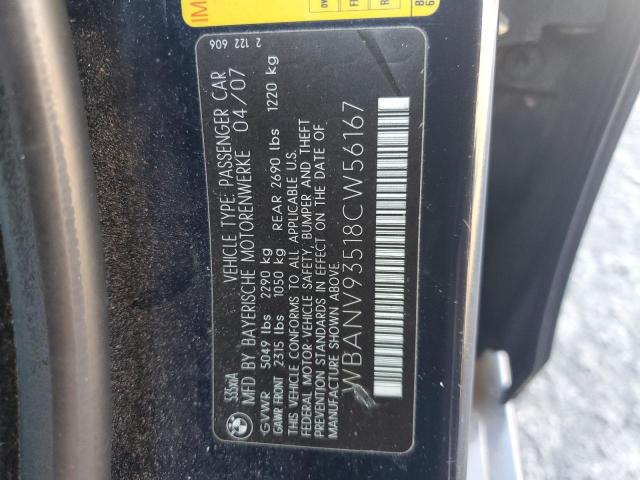 VEHICLE TYPE: PASSENGER CAR
535xiA MFD BY BAYERISCHE MOTORENWERKE 04/07
GVWR 5049 lbs 2290 kg
GAWR FRONT 2315 lbs 1050 kg REAR 2690 lbs 1220 kg
THIS VEHICLE CONFORMS TO ALL APPLICABLE U.S.
FEDERAL MOTOR-VEHICLE SAFETY, BUMPER AND THEFT
PREVENTION STANDARDS IN EFFECT ON THE DATE OF
MANUFACTURE SHOWN ABOVE.
WBANV93518CW56167
2 122 606
IM